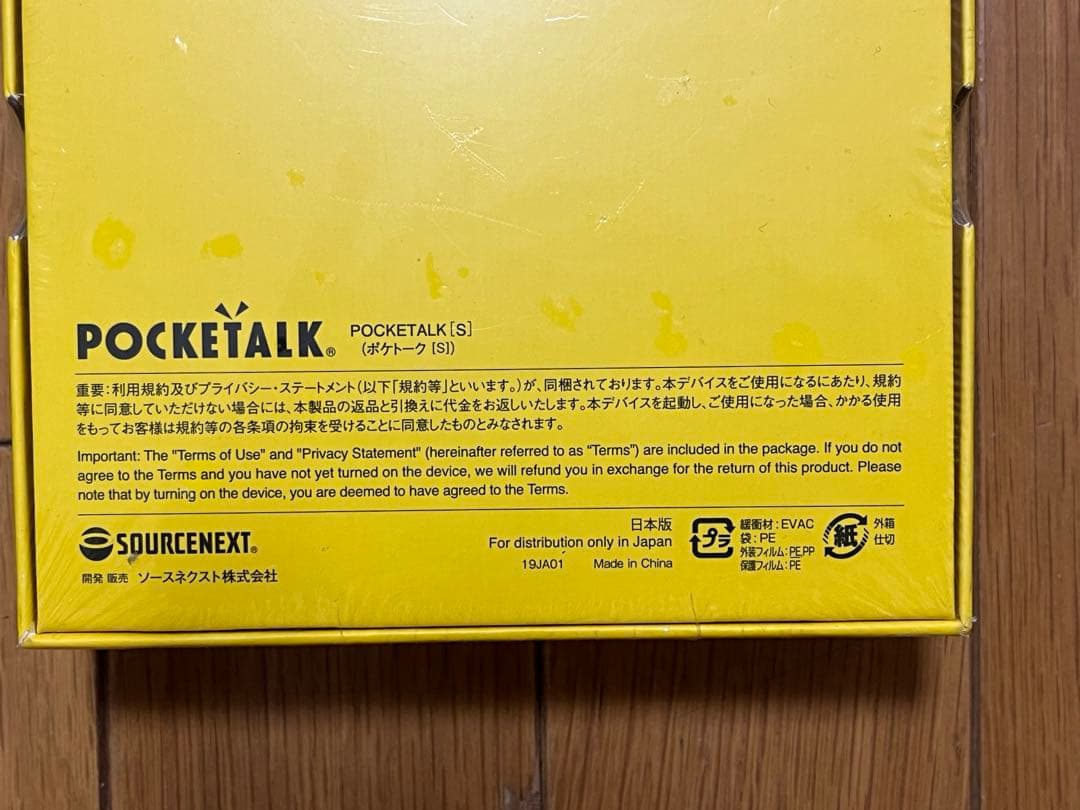 POCKETALK®
POCKETALK [S]
(ポケトーク [S])
重要:利用規約及びプライバシー・ステートメント(以下「規約等」といいます。)が、同梱されております。本デバイスをご使用になるにあたり、規約
等に同意していただけない場合には、本製品の返品と引換えに代金をお返しいたします。本デバイスを起動し、ご使用になった場合、かかる使用
をもってお客様は規約等の各条項の拘束を受けることに同意したものとみなされます。
Important: The "Terms of Use" and "Privacy Statement" (hereinafter referred to as “Terms”) are included in the package. If you do not
agree to the Terms and you have not yet turned on the device, we will refund you in exchange for the return of this product. Please
note that by turning on the device, you are deemed to have agreed to the Terms.
SOURCENEXT®
開発 販売 ソースネクスト株式会社
日本版
For distribution only in Japan
19JA01 Made in China
プラ
緩衝材:EVAC
袋:PE
外装フィルム:PE,PP
保護フィルム:PE
紙
外箱
仕切